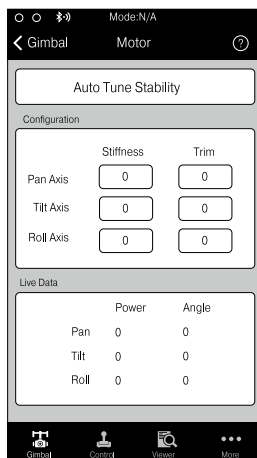 Mode:N/A
Gimbal Motor ?
Auto Tune Stability
Configuration
Stiffness Trim
Pan Axis 0 0
Tilt Axis 0 0
Roll Axis 0 0
Live Data
Power Angle
Pan 0 0
Tilt 0 0
Roll 0 0
Gimbal Control Viewer More